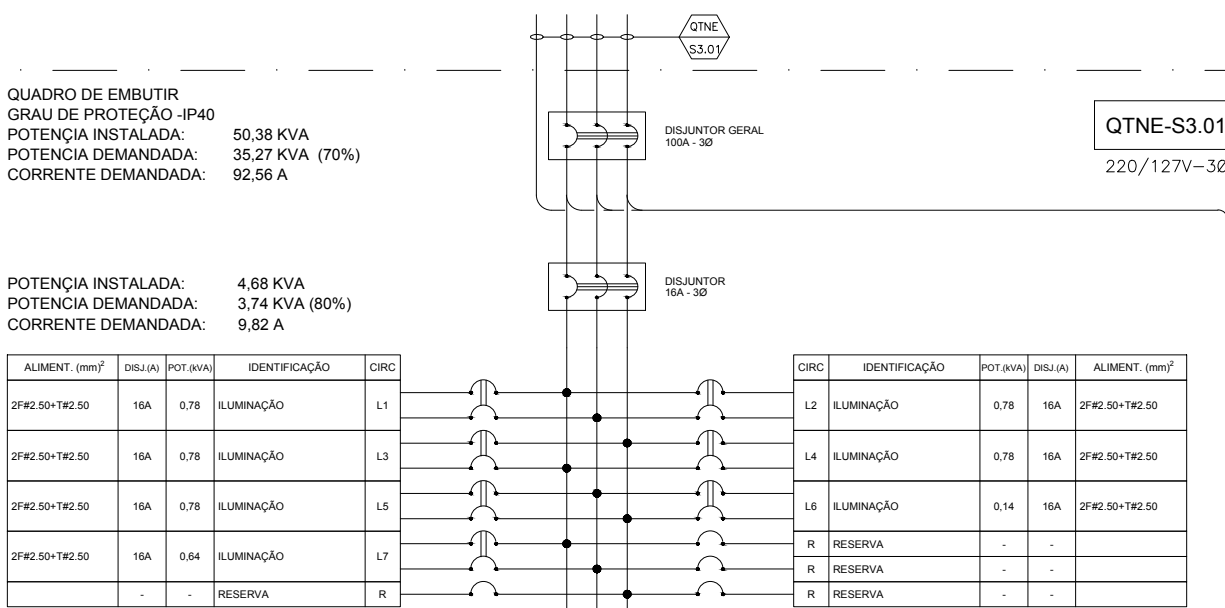 QTNE
S3.01
QUADRO DE EMBUTIR
GRAU DE PROTEÇÃO -IP40
POTENÇIA INSTALADA: 50,38 KVA
POTENCIA DEMANDADA: 35,27 KVA (70%)
CORRENTE DEMANDADA: 92,56 A
DISJUNTOR GERAL
100A - 3Ø
QTNE-S3.01
220/127V-3Ø
POTENÇIA INSTALADA: 4,68 KVA
POTENCIA DEMANDADA: 3,74 KVA (80%)
CORRENTE DEMANDADA: 9,82 A
DISJUNTOR
16A - 3Ø
ALIMENT. (mm)² DISJ.(A) POT.(kVA) IDENTIFICAÇÃO CIRC
2F#2.50+T#2.50 16A 0,78 ILUMINAÇÃO L1
2F#2.50+T#2.50 16A 0,78 ILUMINAÇÃO L3
2F#2.50+T#2.50 16A 0,78 ILUMINAÇÃO L5
2F#2.50+T#2.50 16A 0,64 ILUMINAÇÃO L7
- - RESERVA R
CIRC IDENTIFICAÇÃO POT.(kVA) DISJ.(A) ALIMENT. (mm)²
L2 ILUMINAÇÃO 0,78 16A 2F#2.50+T#2.50
L4 ILUMINAÇÃO 0,78 16A 2F#2.50+T#2.50
L6 ILUMINAÇÃO 0,14 16A 2F#2.50+T#2.50
R RESERVA - -
R RESERVA - -
R RESERVA - -